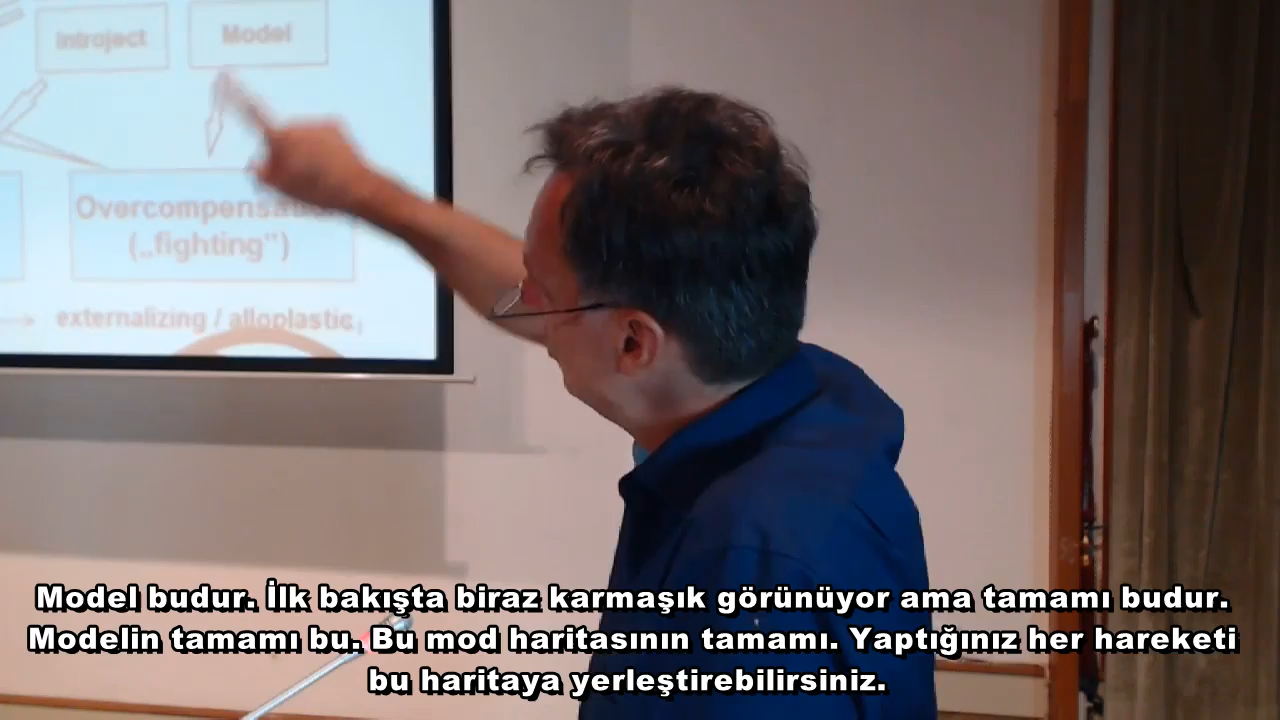 Introject
Model
Overcompensation
(„fighting")
externalizing / alloplastic
Model budur. İlk bakışta biraz karmaşık görünüyor ama tamamı budur.
Modelin tamamı bu. Bu mod haritasının tamamı. Yaptığınız her hareketi
bu haritaya yerleştirebilirsiniz.